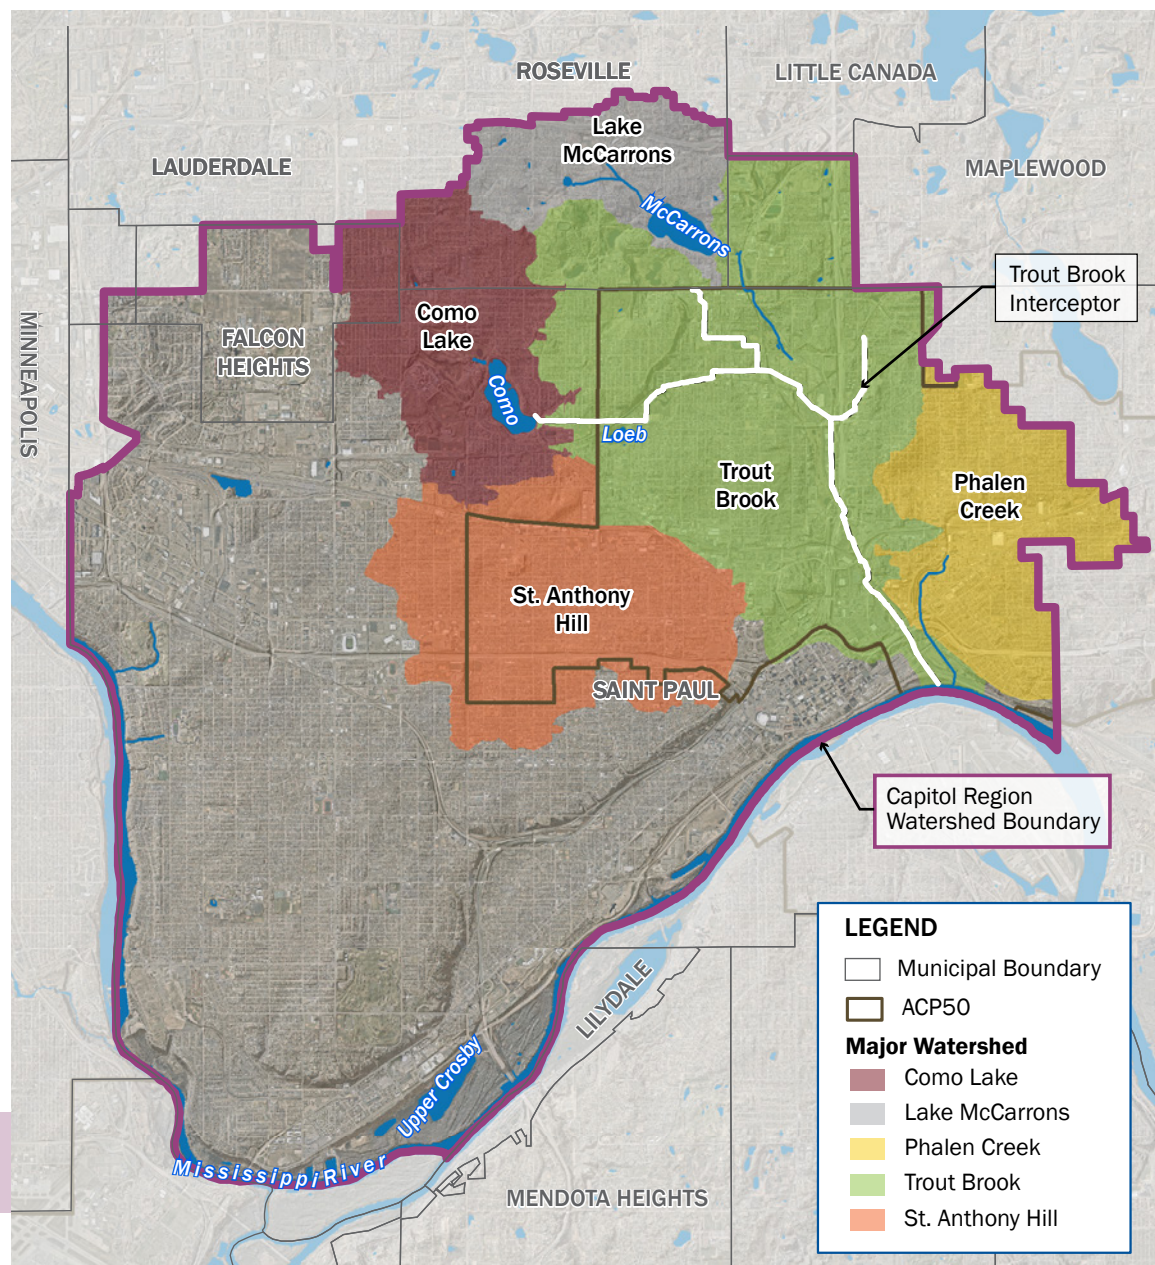 ROSEVILLE
LITTLE CANADA
Lake
McCarrons
LAUDERDALE
MAPLEWOOD
McCarrons
Trout Brook
Interceptor
MINNEAPOLIS
Como
Lake
FALCON
HEIGHTS
Como
Loeb
Trout
Brook
Phalen
Creek
St. Anthony
Hill
SAINT PAUL
Capitol Region
Watershed Boundary
LILYDALE
Upper Crosby
Mississippi River
MENDOTA HEIGHTS
LEGEND
Municipal Boundary
ACP50
Major Watershed
Como Lake
Lake McCarrons
Phalen Creek
Trout Brook
St. Anthony Hill